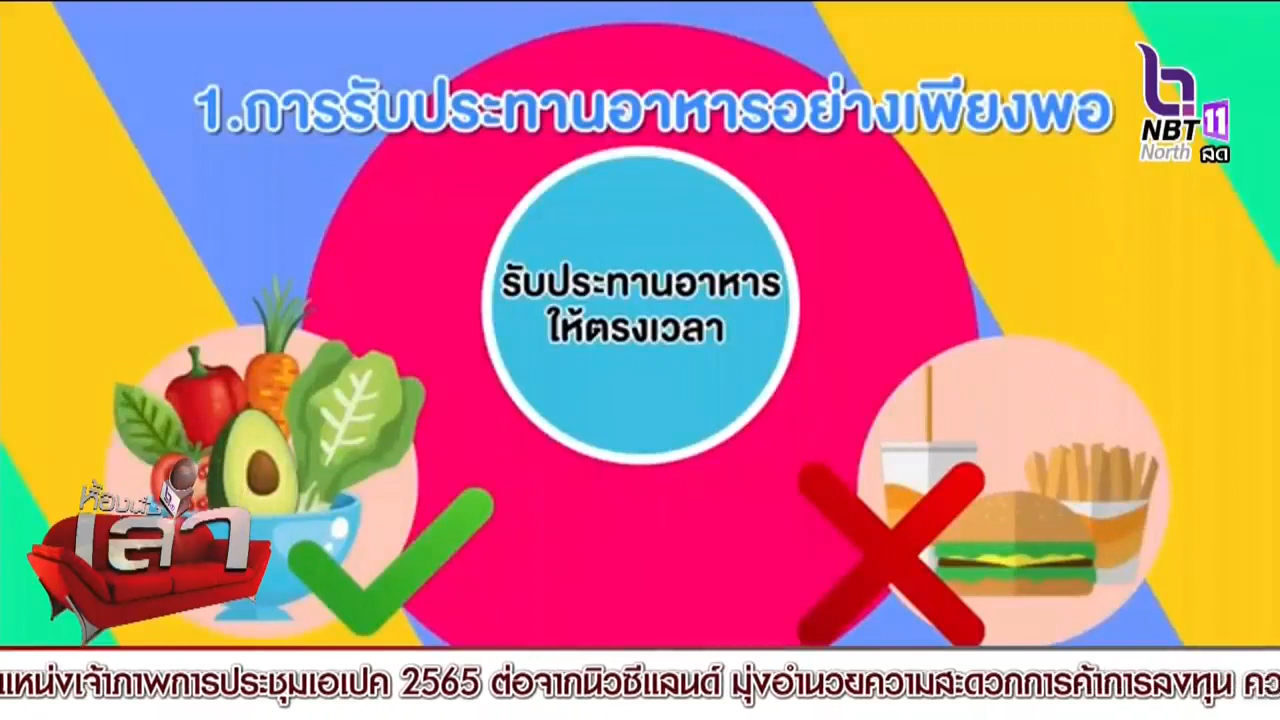 1.การรับประทานอาหารอย่างเพียงพอ
NBT 11
North สด
รับประทานอาหาร
ให้ตรงเวลา
ห้องนี้
เล่า
แหน่งเจ้าภาพการประชุมเอเปค 2565 ต่อจากนิวซีแลนด์ มุ่งอำนวยความสะดวกการค้าการลงทุน คว